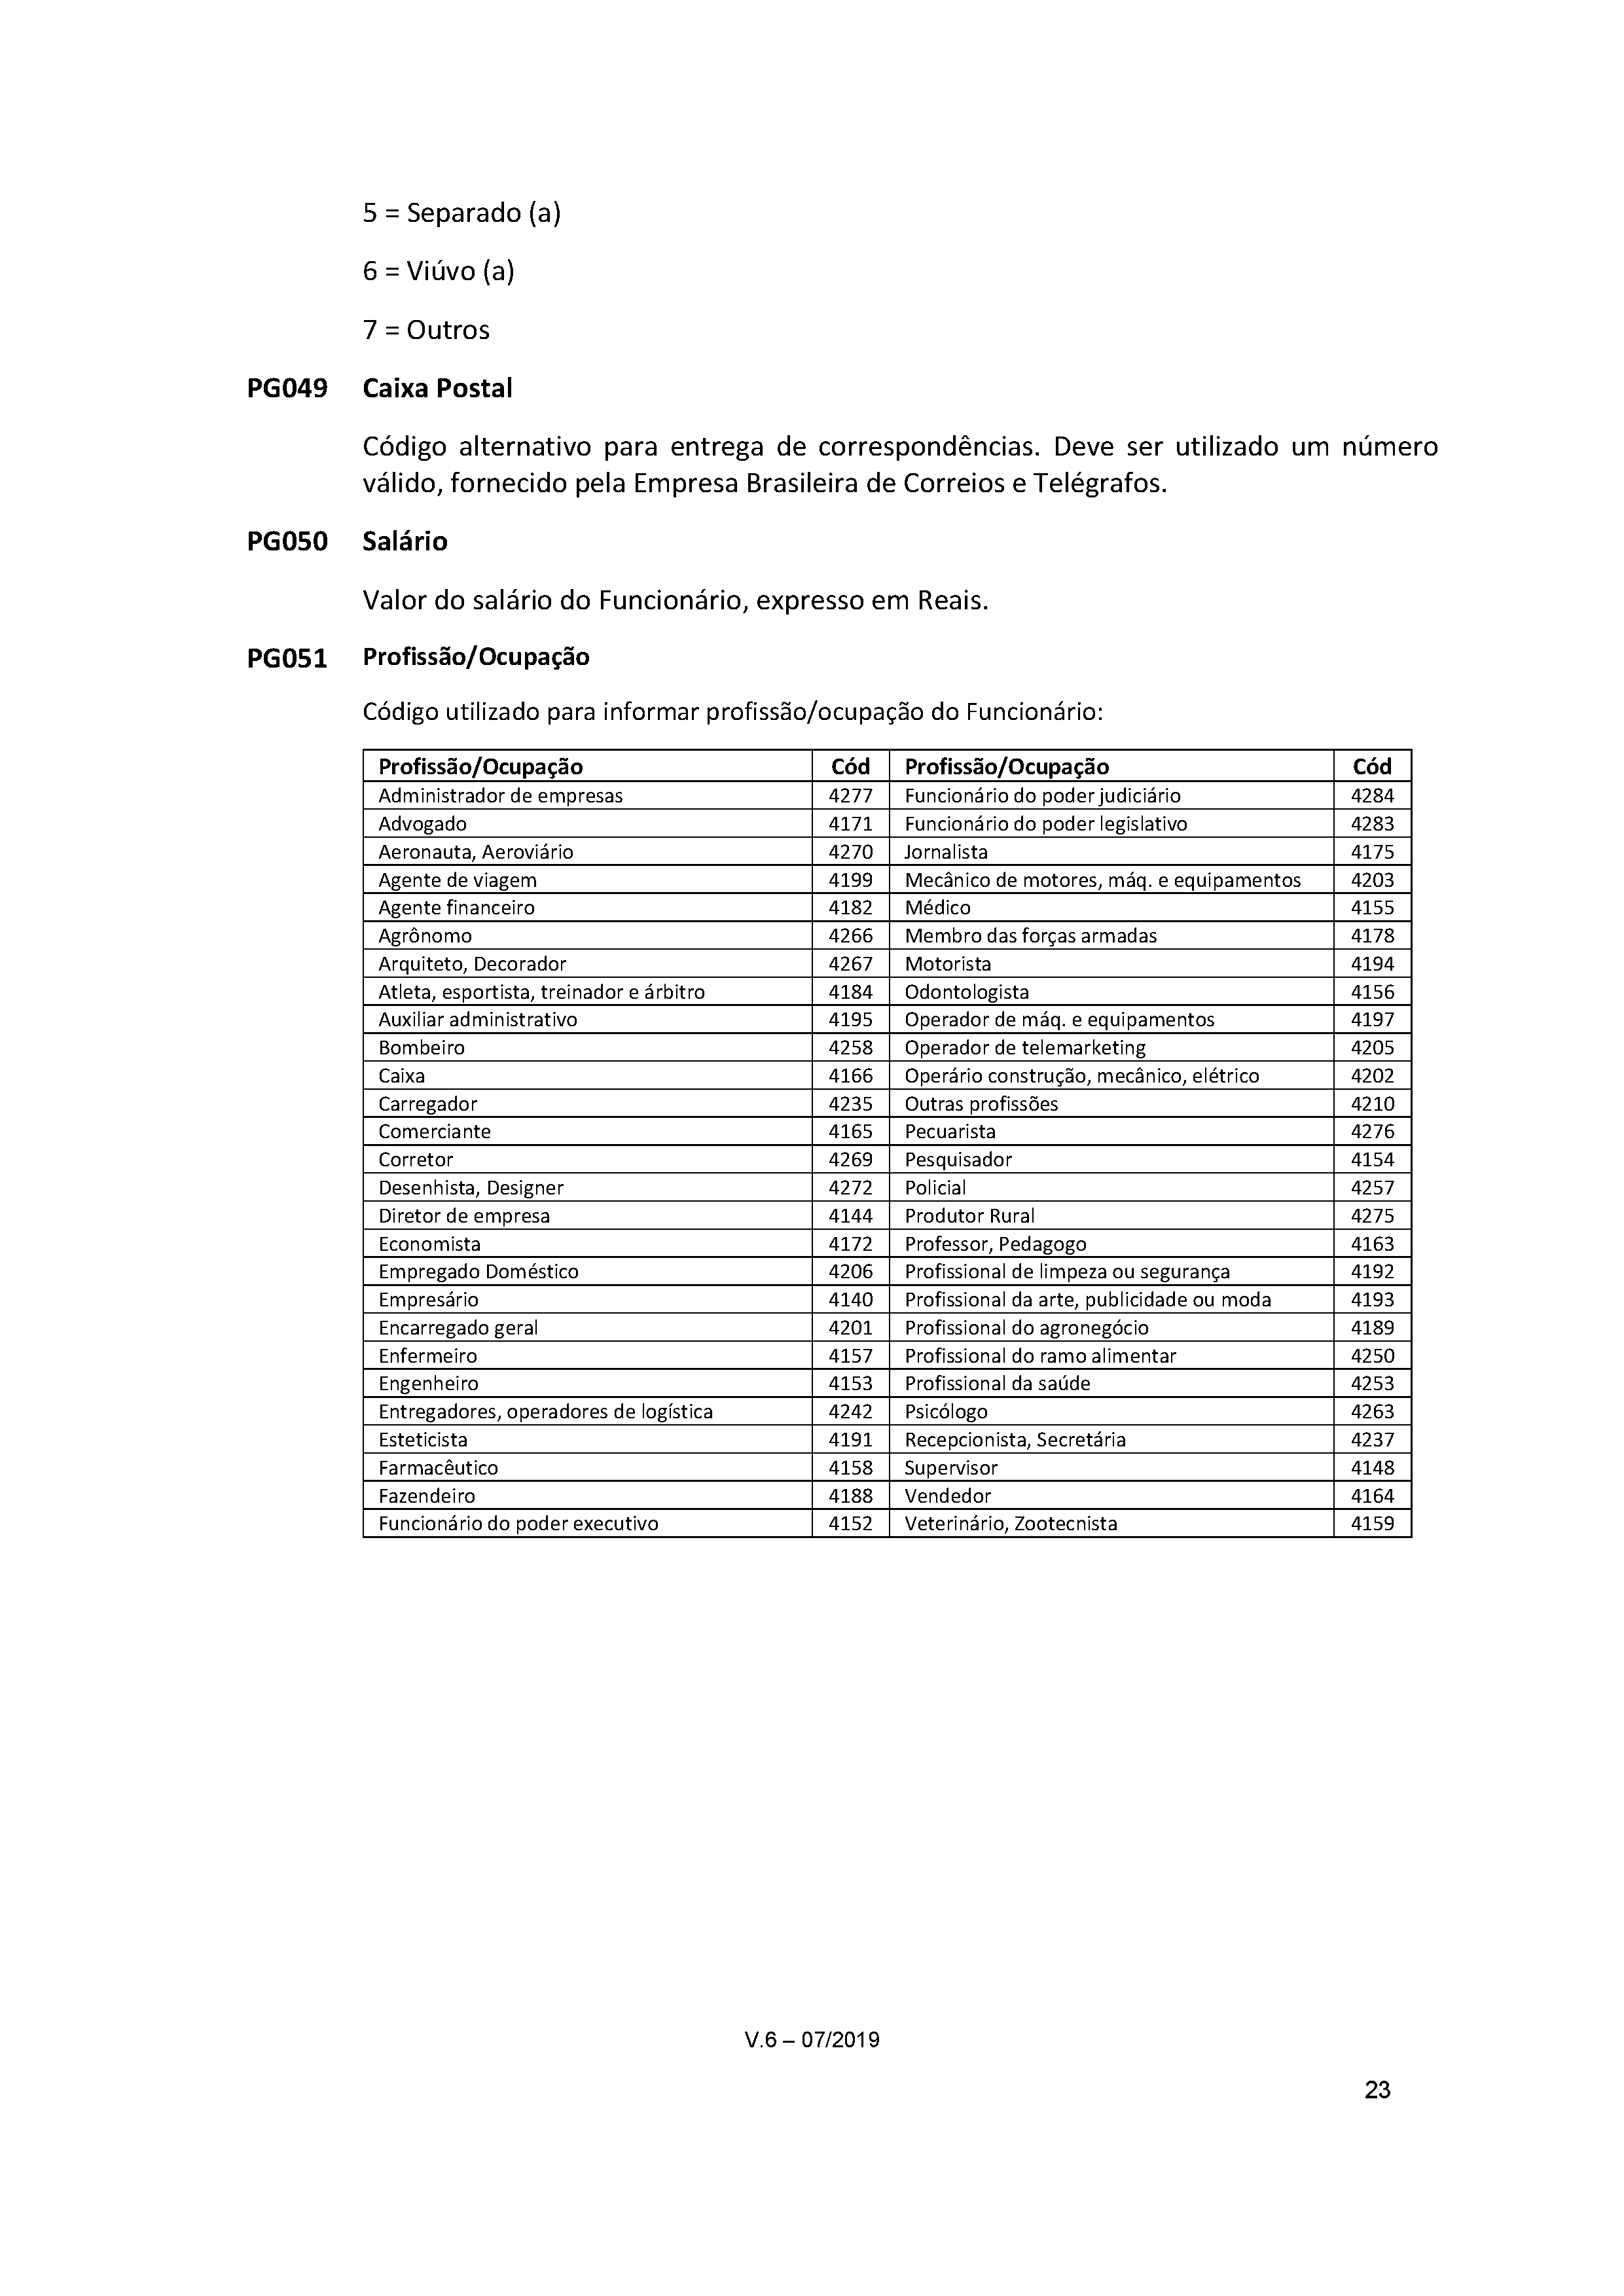 5 = Separado (a)
6 = Viúvo (a)
7 = Outros
PG049 Caixa Postal
Código alternativo para entrega de correspondências. Deve ser utilizado um número
válido, fornecido pela Empresa Brasileira de Correios e Telégrafos.
PG050 Salário
Valor do salário do Funcionário, expresso em Reais.
PG051 Profissão/Ocupação
Código utilizado para informar profissão/ocupação do Funcionário:
Profissão/Ocupação Cód Profissão/Ocupação Cód
Administrador de empresas 4277 Funcionário do poder judiciário 4284
Advogado 4171 Funcionário do poder legislativo 4283
Aeronauta, Aeroviário 4270 Jornalista 4175
Agente de viagem 4199 Mecânico de motores, máq. e equipamentos 4203
Agente financeiro 4182 Médico 4155
Agrônomo 4266 Membro das forças armadas 4178
Arquiteto, Decorador 4267 Motorista 4194
Atleta, esportista, treinador e árbitro 4184 Odontologista 4156
Auxiliar administrativo 4195 Operador de máq. e equipamentos 4197
Bombeiro 4258 Operador de telemarketing 4205
Caixa 4166 Operário construção, mecânico, elétrico 4202
Carregador 4235 Outras profissões 4210
Comerciante 4165 Pecuarista 4276
Corretor 4269 Pesquisador 4154
Desenhista, Designer 4272 Policial 4257
Diretor de empresa 4144 Produtor Rural 4275
Economista 4172 Professor, Pedagogo 4163
Empregado Doméstico 4206 Profissional de limpeza ou segurança 4192
Empresário 4140 Profissional da arte, publicidade ou moda 4193
Encarregado geral 4201 Profissional do agronegócio 4189
Enfermeiro 4157 Profissional do ramo alimentar 4250
Engenheiro 4153 Profissional da saúde 4253
Entregadores, operadores de logística 4242 Psicólogo 4263
Esteticista 4191 Recepcionista, Secretária 4237
Farmacêutico 4158 Supervisor 4148
Fazendeiro 4188 Vendedor 4164
Funcionário do poder executivo 4152 Veterinário, Zootecnista 4159
V.6 – 07/2019
23